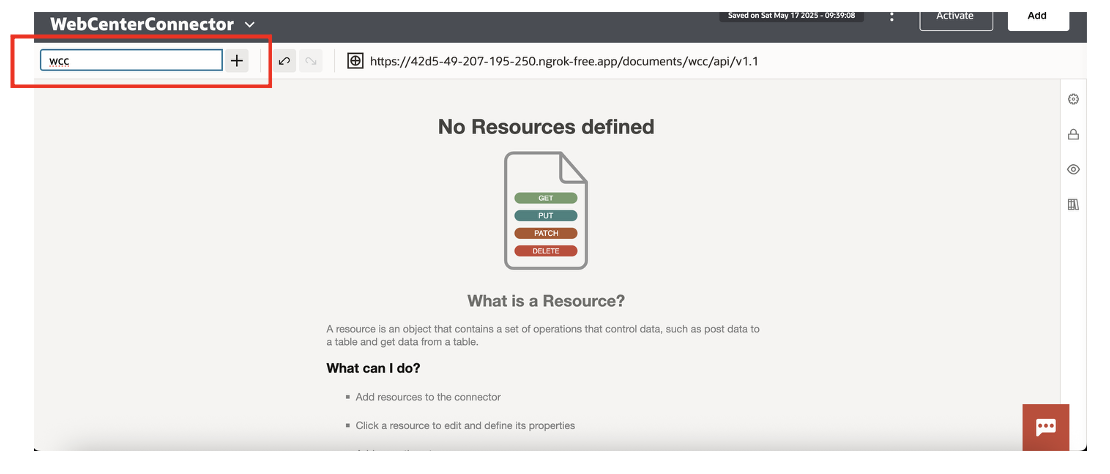 WebCenterConnector
Saved on Sat May 17 2025 - 09:39:08
Activate
Add
wcc
https://42d5-49-207-195-250.ngrok-free.app/documents/wcc/api/v1.1
No Resources defined
GET
PUT
PATCH
DELETE
What is a Resource?
A resource is an object that contains a set of operations that control data, such as post data to
a table and get data from a table.
What can I do?
Add resources to the connector
Click a resource to edit and define its properties